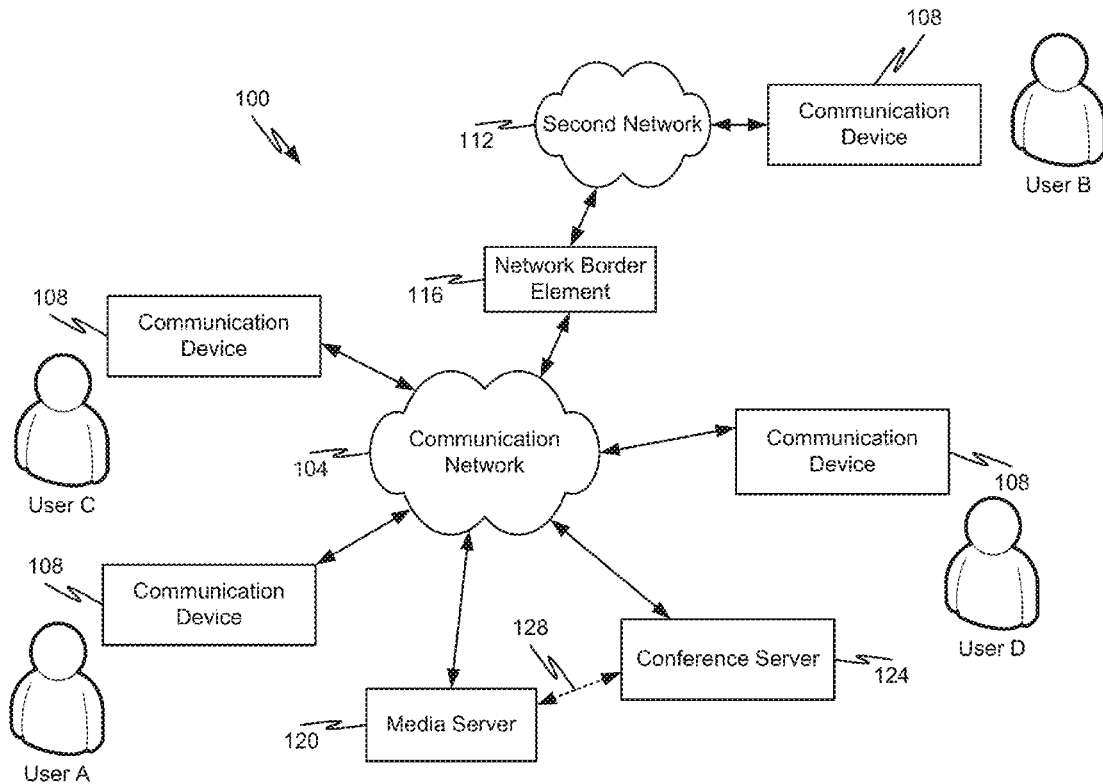 108
100
Second Network
Communication
Device
112
User B
Network Border
Element
116
108
Communication
Device
Communication
Network
Communication
Device
104
108
User C
108
Communication
Device
128
Conference Server
User D
124
Media Server
120
User A